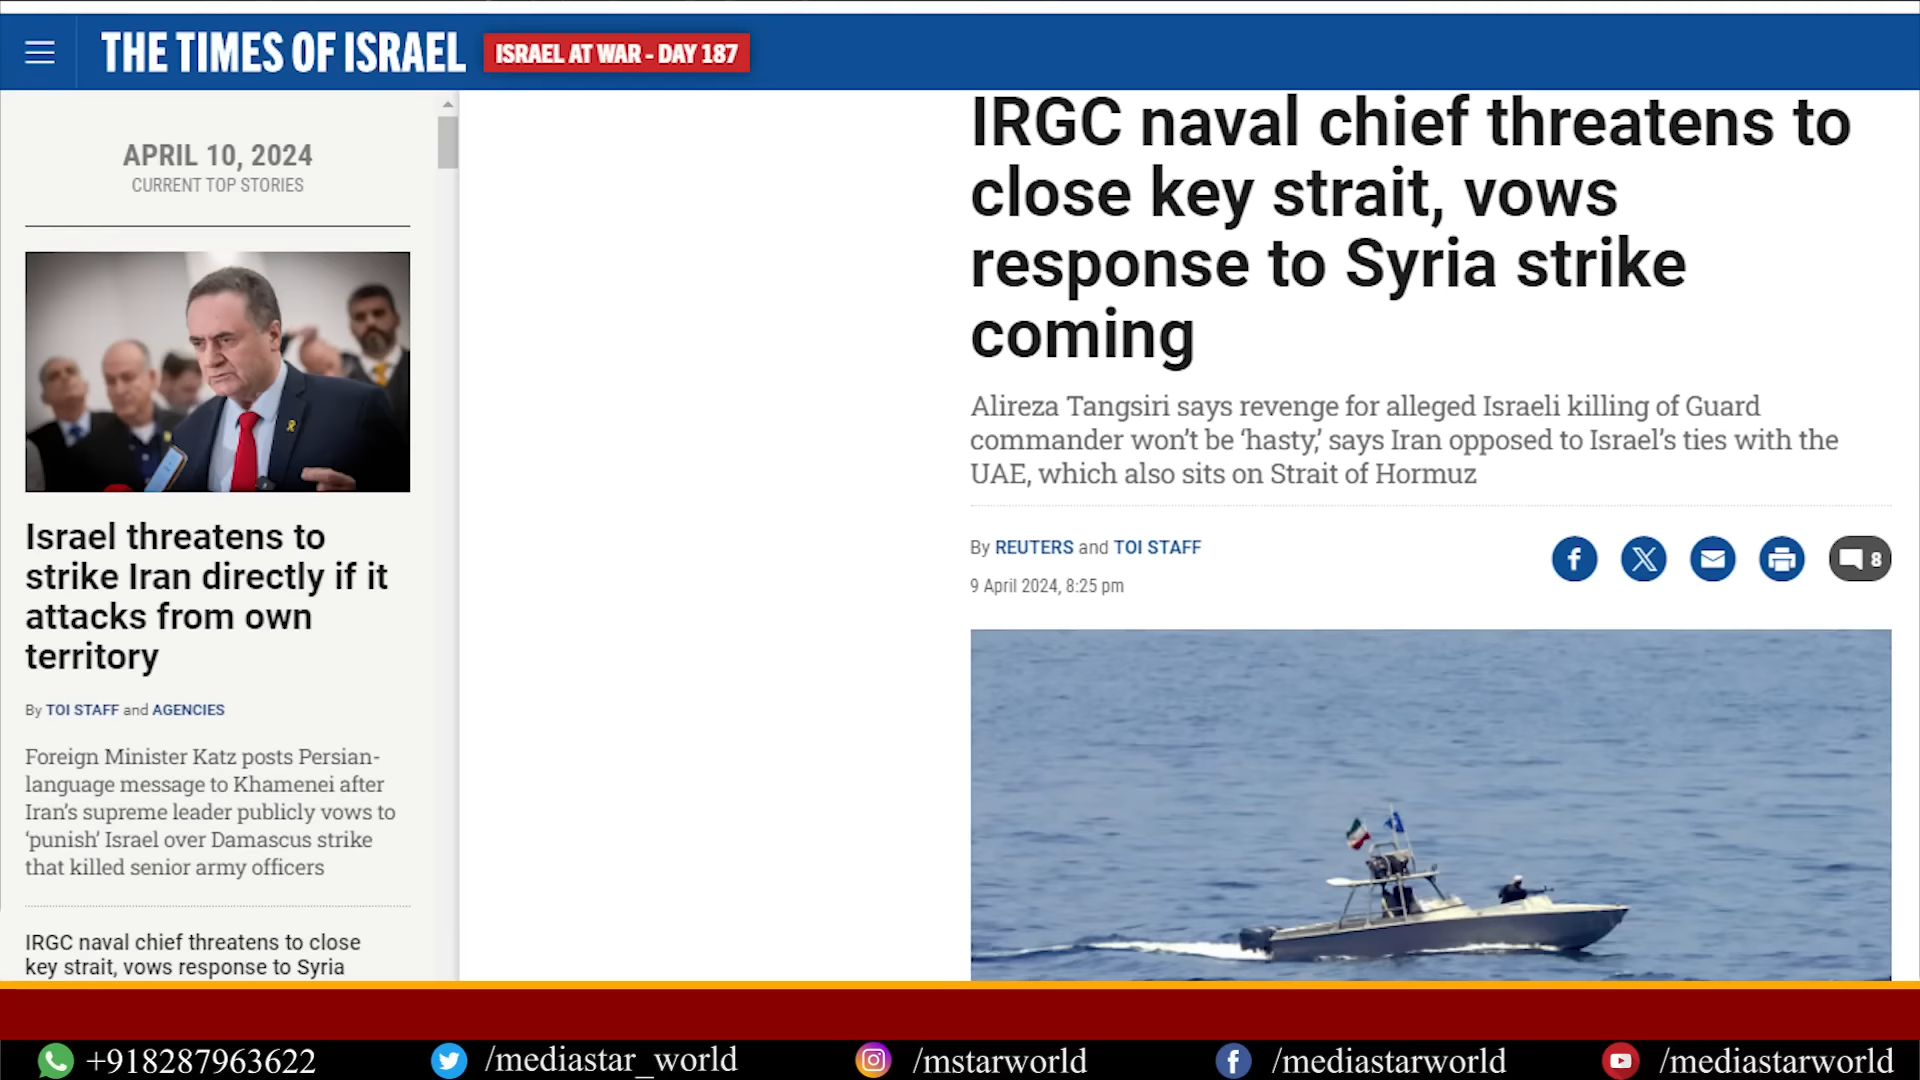 THE TIMES OF ISRAEL
ISRAEL AT WAR - DAY 187
APRIL 10, 2024
CURRENT TOP STORIES
Israel threatens to
strike Iran directly if it
attacks from own
territory
By TOI STAFF and AGENCIES
Foreign Minister Katz posts Persian-
language message to Khamenei after
Iran's supreme leader publicly vows to
'punish' Israel over Damascus strike
that killed senior army officers
IRGC naval chief threatens to close
key strait, vows response to Syria
IRGC naval chief threatens to
close key strait, vows
response to Syria strike
coming
Alireza Tangsiri says revenge for alleged Israeli killing of Guard
commander won't be 'hasty,' says Iran opposed to Israel's ties with the
UAE, which also sits on Strait of Hormuz
By REUTERS and TOI STAFF
9 April 2024, 8:25 pm
8
+918287963622
/mediastar_world
/mstarworld
/mediastarworld
/mediastarworld